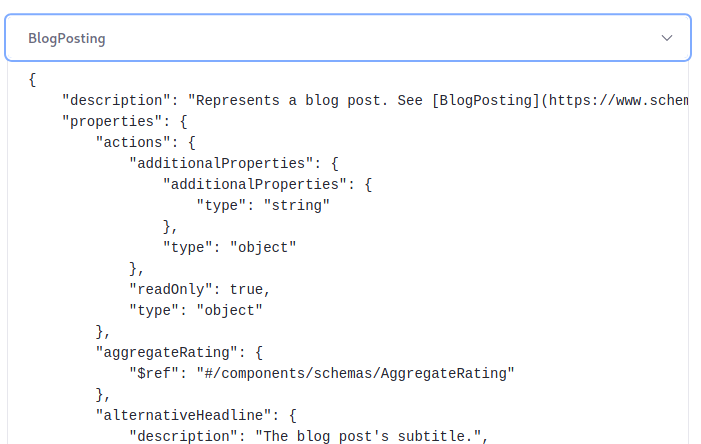 BlogPosting
{
    "description": "Represents a blog post. See [BlogPosting](https://www.schem
    "properties": {
        "actions": {
            "additionalProperties": {
                "additionalProperties": {
                    "type": "string"
                },
                "type": "object"
            },
            "readOnly": true,
            "type": "object"
        },
        "aggregateRating": {
            "$ref": "#/components/schemas/AggregateRating"
        },
        "alternativeHeadline": {
            "description": "The blog post's subtitle.",